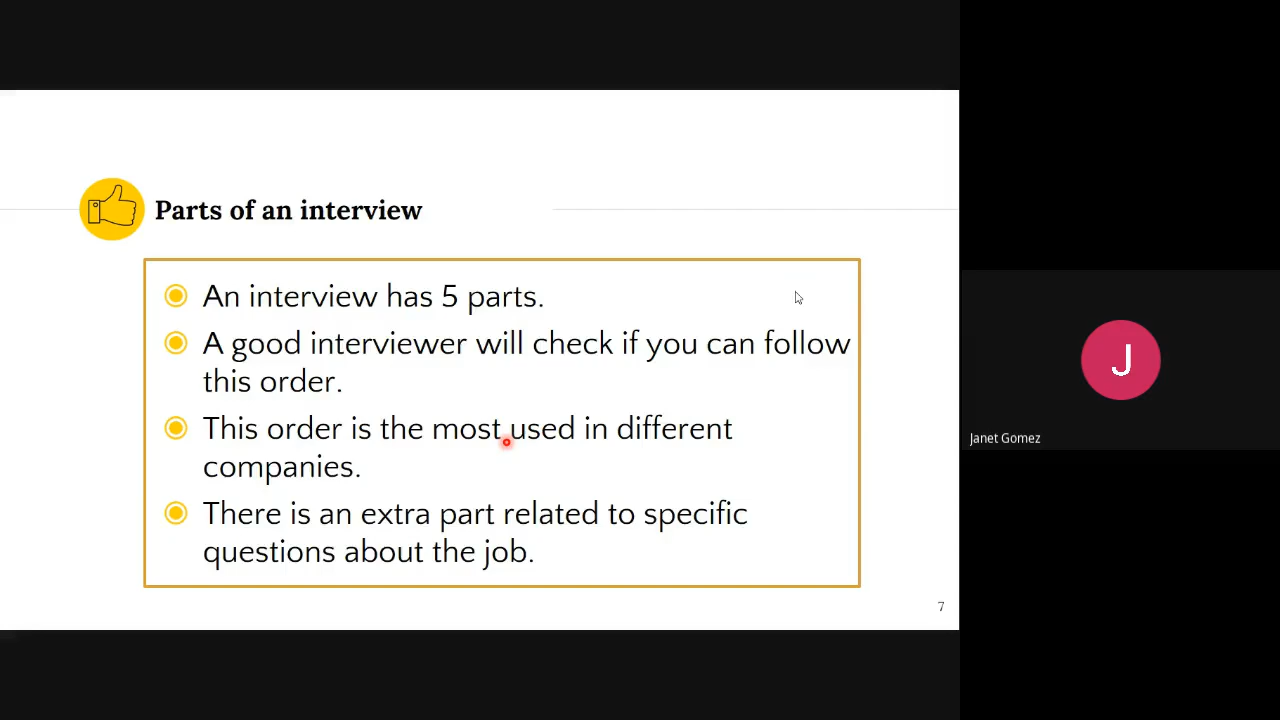 Parts of an interview
An interview has 5 parts.
A good interviewer will check if you can follow
this order.
This order is the most used in different
companies.
There is an extra part related to specific
questions about the job.
7
J
Janet Gomez